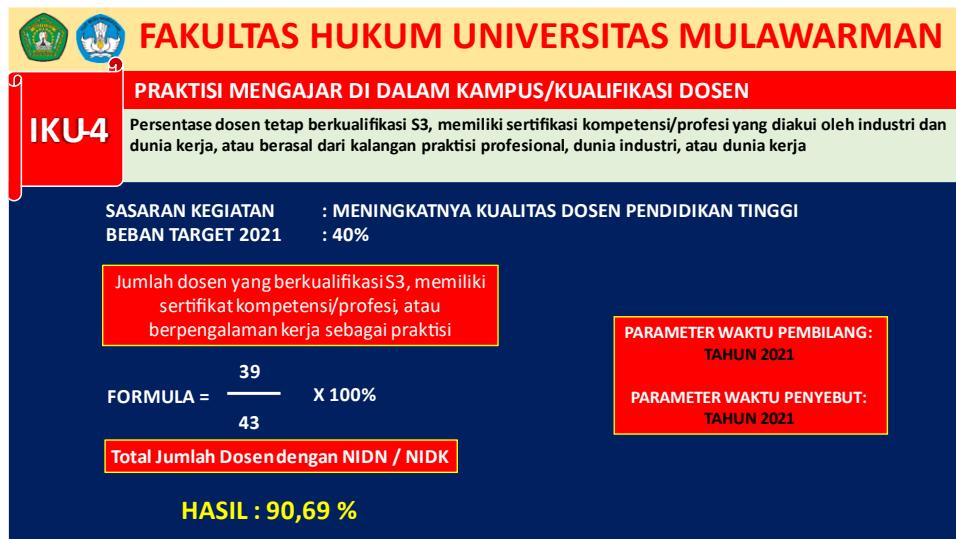 FAKULTAS HUKUM UNIVERSITAS MULAWARMAN
IKU-4
PRAKTISI MENGAJAR DI DALAM KAMPUS/KUALIFIKASI DOSEN
Persentase dosen tetap berkualifikasi S3, memiliki sertifikasi kompetensi/profesi yang diakui oleh industri dan
dunia kerja, atau berasal dari kalangan praktisi profesional, dunia industri, atau dunia kerja
SASARAN KEGIATAN : MENINGKATNYA KUALITAS DOSEN PENDIDIKAN TINGGI
BEBAN TARGET 2021 : 40%
Jumlah dosen yang berkualifikasi S3, memiliki
sertifikat kompetensi/profesi, atau
berpengalaman kerja sebagai praktisi
39
FORMULA = X 100%
43
Total Jumlah Dosen dengan NIDN / NIDK
HASIL : 90,69 %
PARAMETER WAKTU PEMBILANG:
TAHUN 2021
PARAMETER WAKTU PENYEBUT:
TAHUN 2021